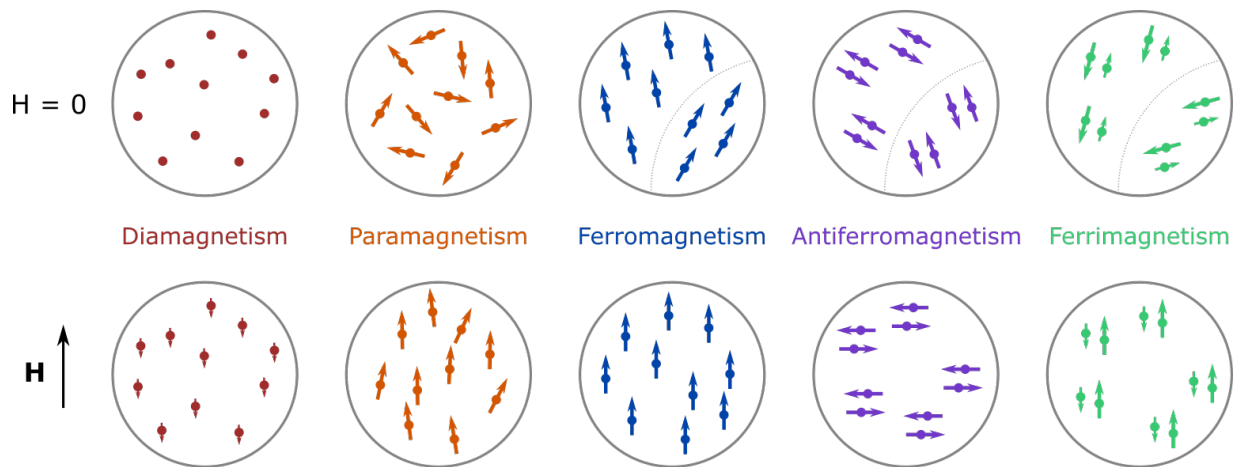 H = 0
Diamagnetism
Paramagnetism
Ferromagnetism
Antiferromagnetism
Ferrimagnetism
H